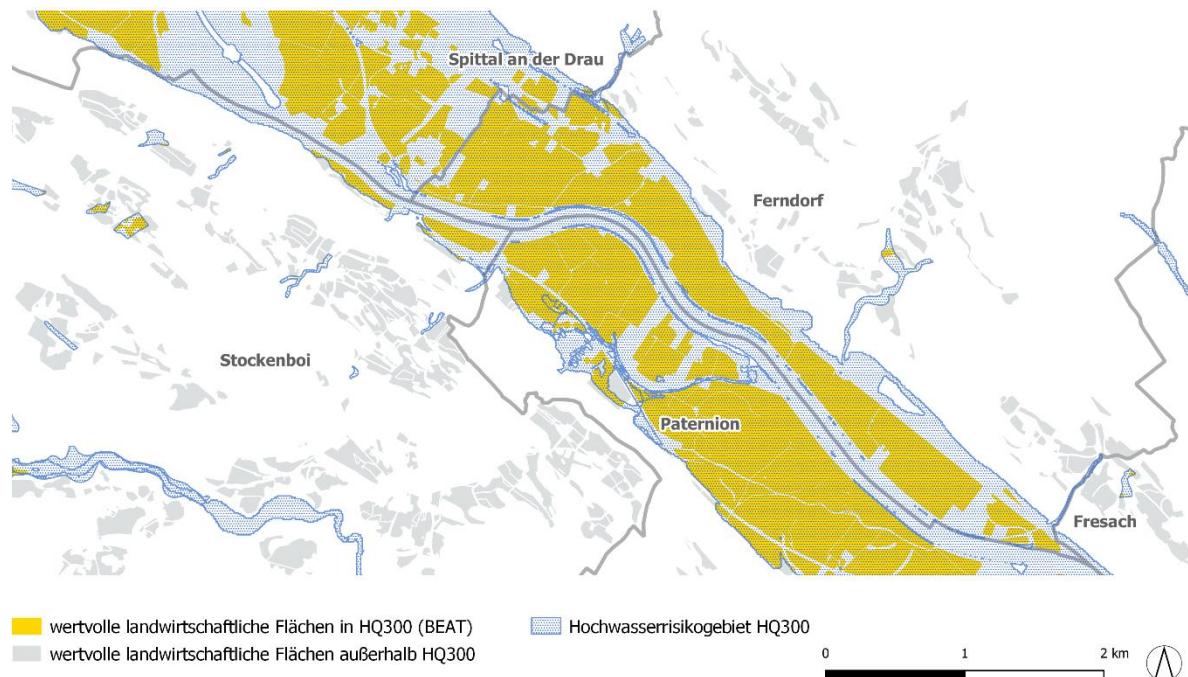 Spittal an der Drau
Ferndorf
Stockenboi
Paternion
Fresach
wertvolle landwirtschaftliche Flächen in HQ300 (BEAT)
Hochwasserrisikogebiet HQ300
wertvolle landwirtschaftliche Flächen außerhalb HQ300
0 1 2 km